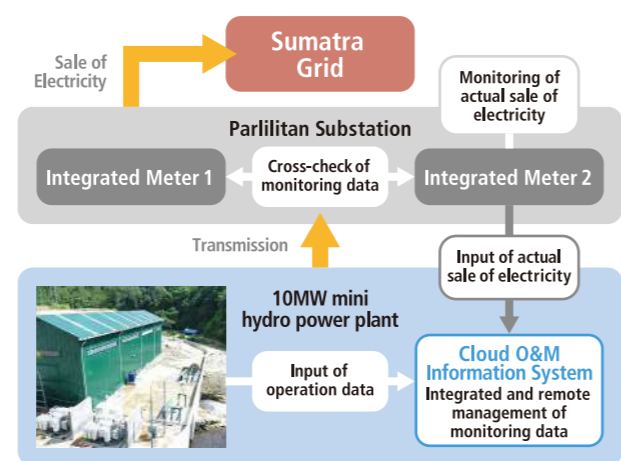 Sumatra
Grid
Sale of
Electricity
Monitoring of
actual sale of
electricity
Parlilitan Substation
Integrated Meter 1
Cross-check of
monitoring data
Integrated Meter 2
Transmission
Input of actual
sale of electricity
10MW mini
hydro power plant
Input of
operation data
Cloud O&M
Information System
Integrated and remote
management of
monitoring data